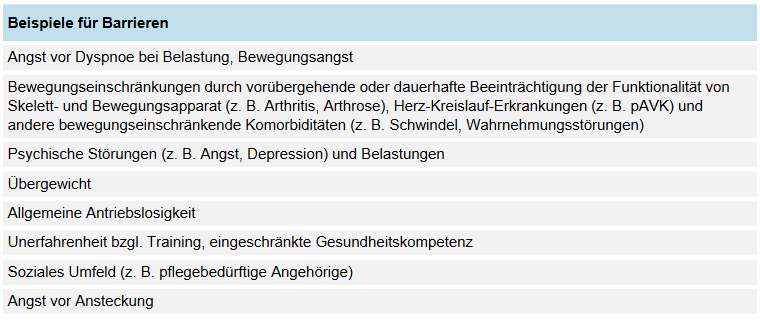 Beispiele für Barrieren
Angst vor Dyspnoe bei Belastung, Bewegungsangst
Bewegungseinschränkungen durch vorübergehende oder dauerhafte Beeinträchtigung der Funktionalität von
Skelett- und Bewegungsapparat (z. B. Arthritis, Arthrose), Herz-Kreislauf-Erkrankungen (z. B. pAVK) und
andere bewegungseinschränkende Komorbiditäten (z. B. Schwindel, Wahrnehmungsstörungen)
Psychische Störungen (z. B. Angst, Depression) und Belastungen
Übergewicht
Allgemeine Antriebslosigkeit
Unerfahrenheit bzgl. Training, eingeschränkte Gesundheitskompetenz
Soziales Umfeld (z. B. pflegebedürftige Angehörige)
Angst vor Ansteckung